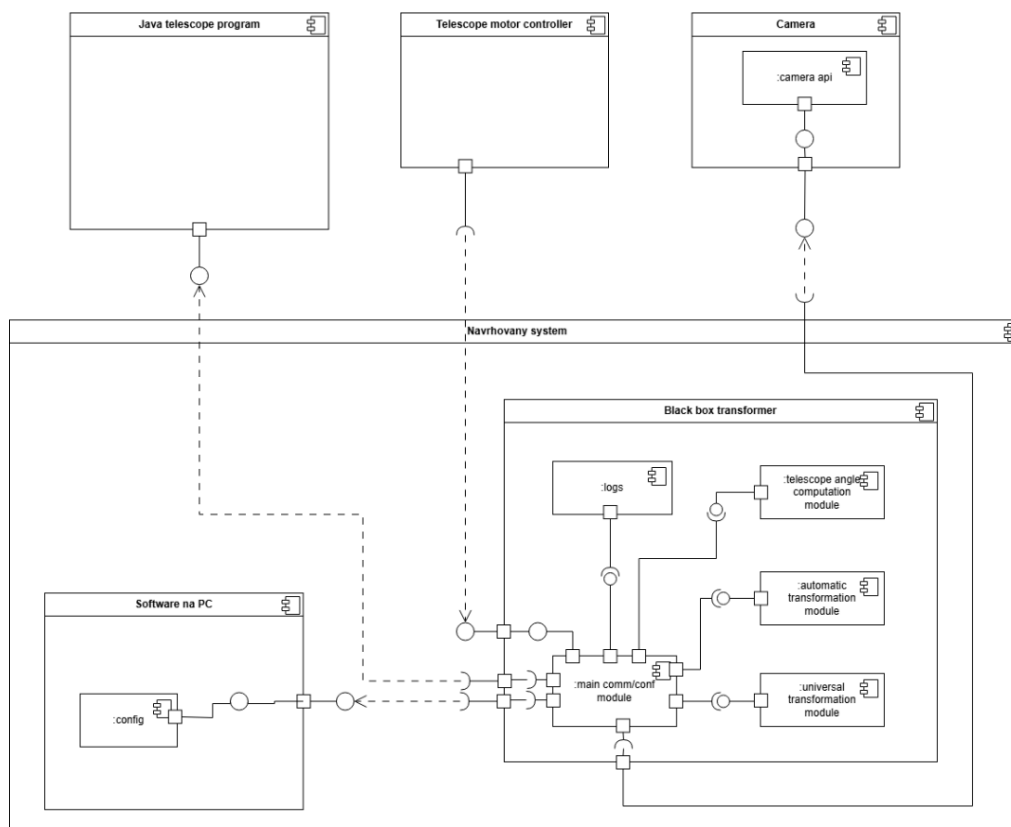 Java telescope program
Telescope motor controller
Camera
:camera api
Navrhovany system
Black box transformer
:logs
:telescope angle
computation
module
:automatic
transformation
module
Software na PC
:main comm/conf
module
:universal
transformation
module
:config